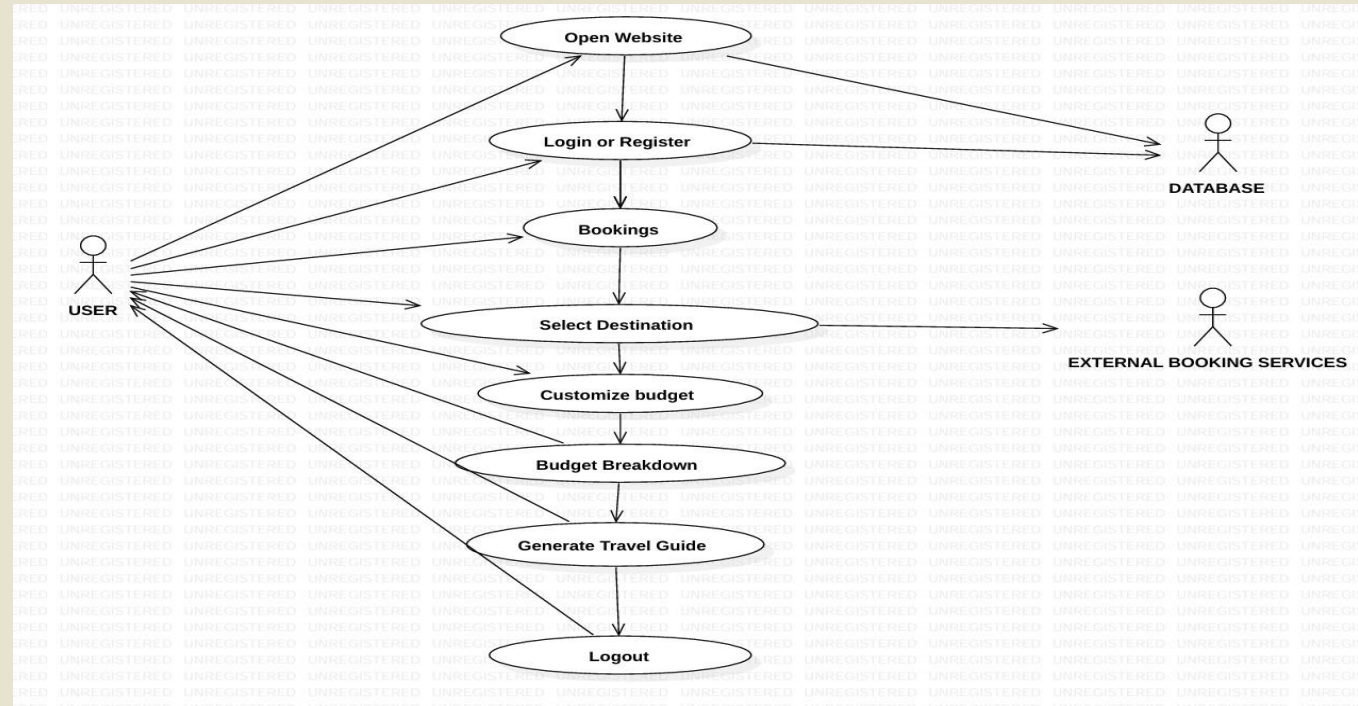 Open Website
Login or Register
DATABASE
Bookings
USER
Select Destination
EXTERNAL BOOKING SERVICES
Customize budget
Budget Breakdown
Generate Travel Guide
Logout
UNREGISTERED